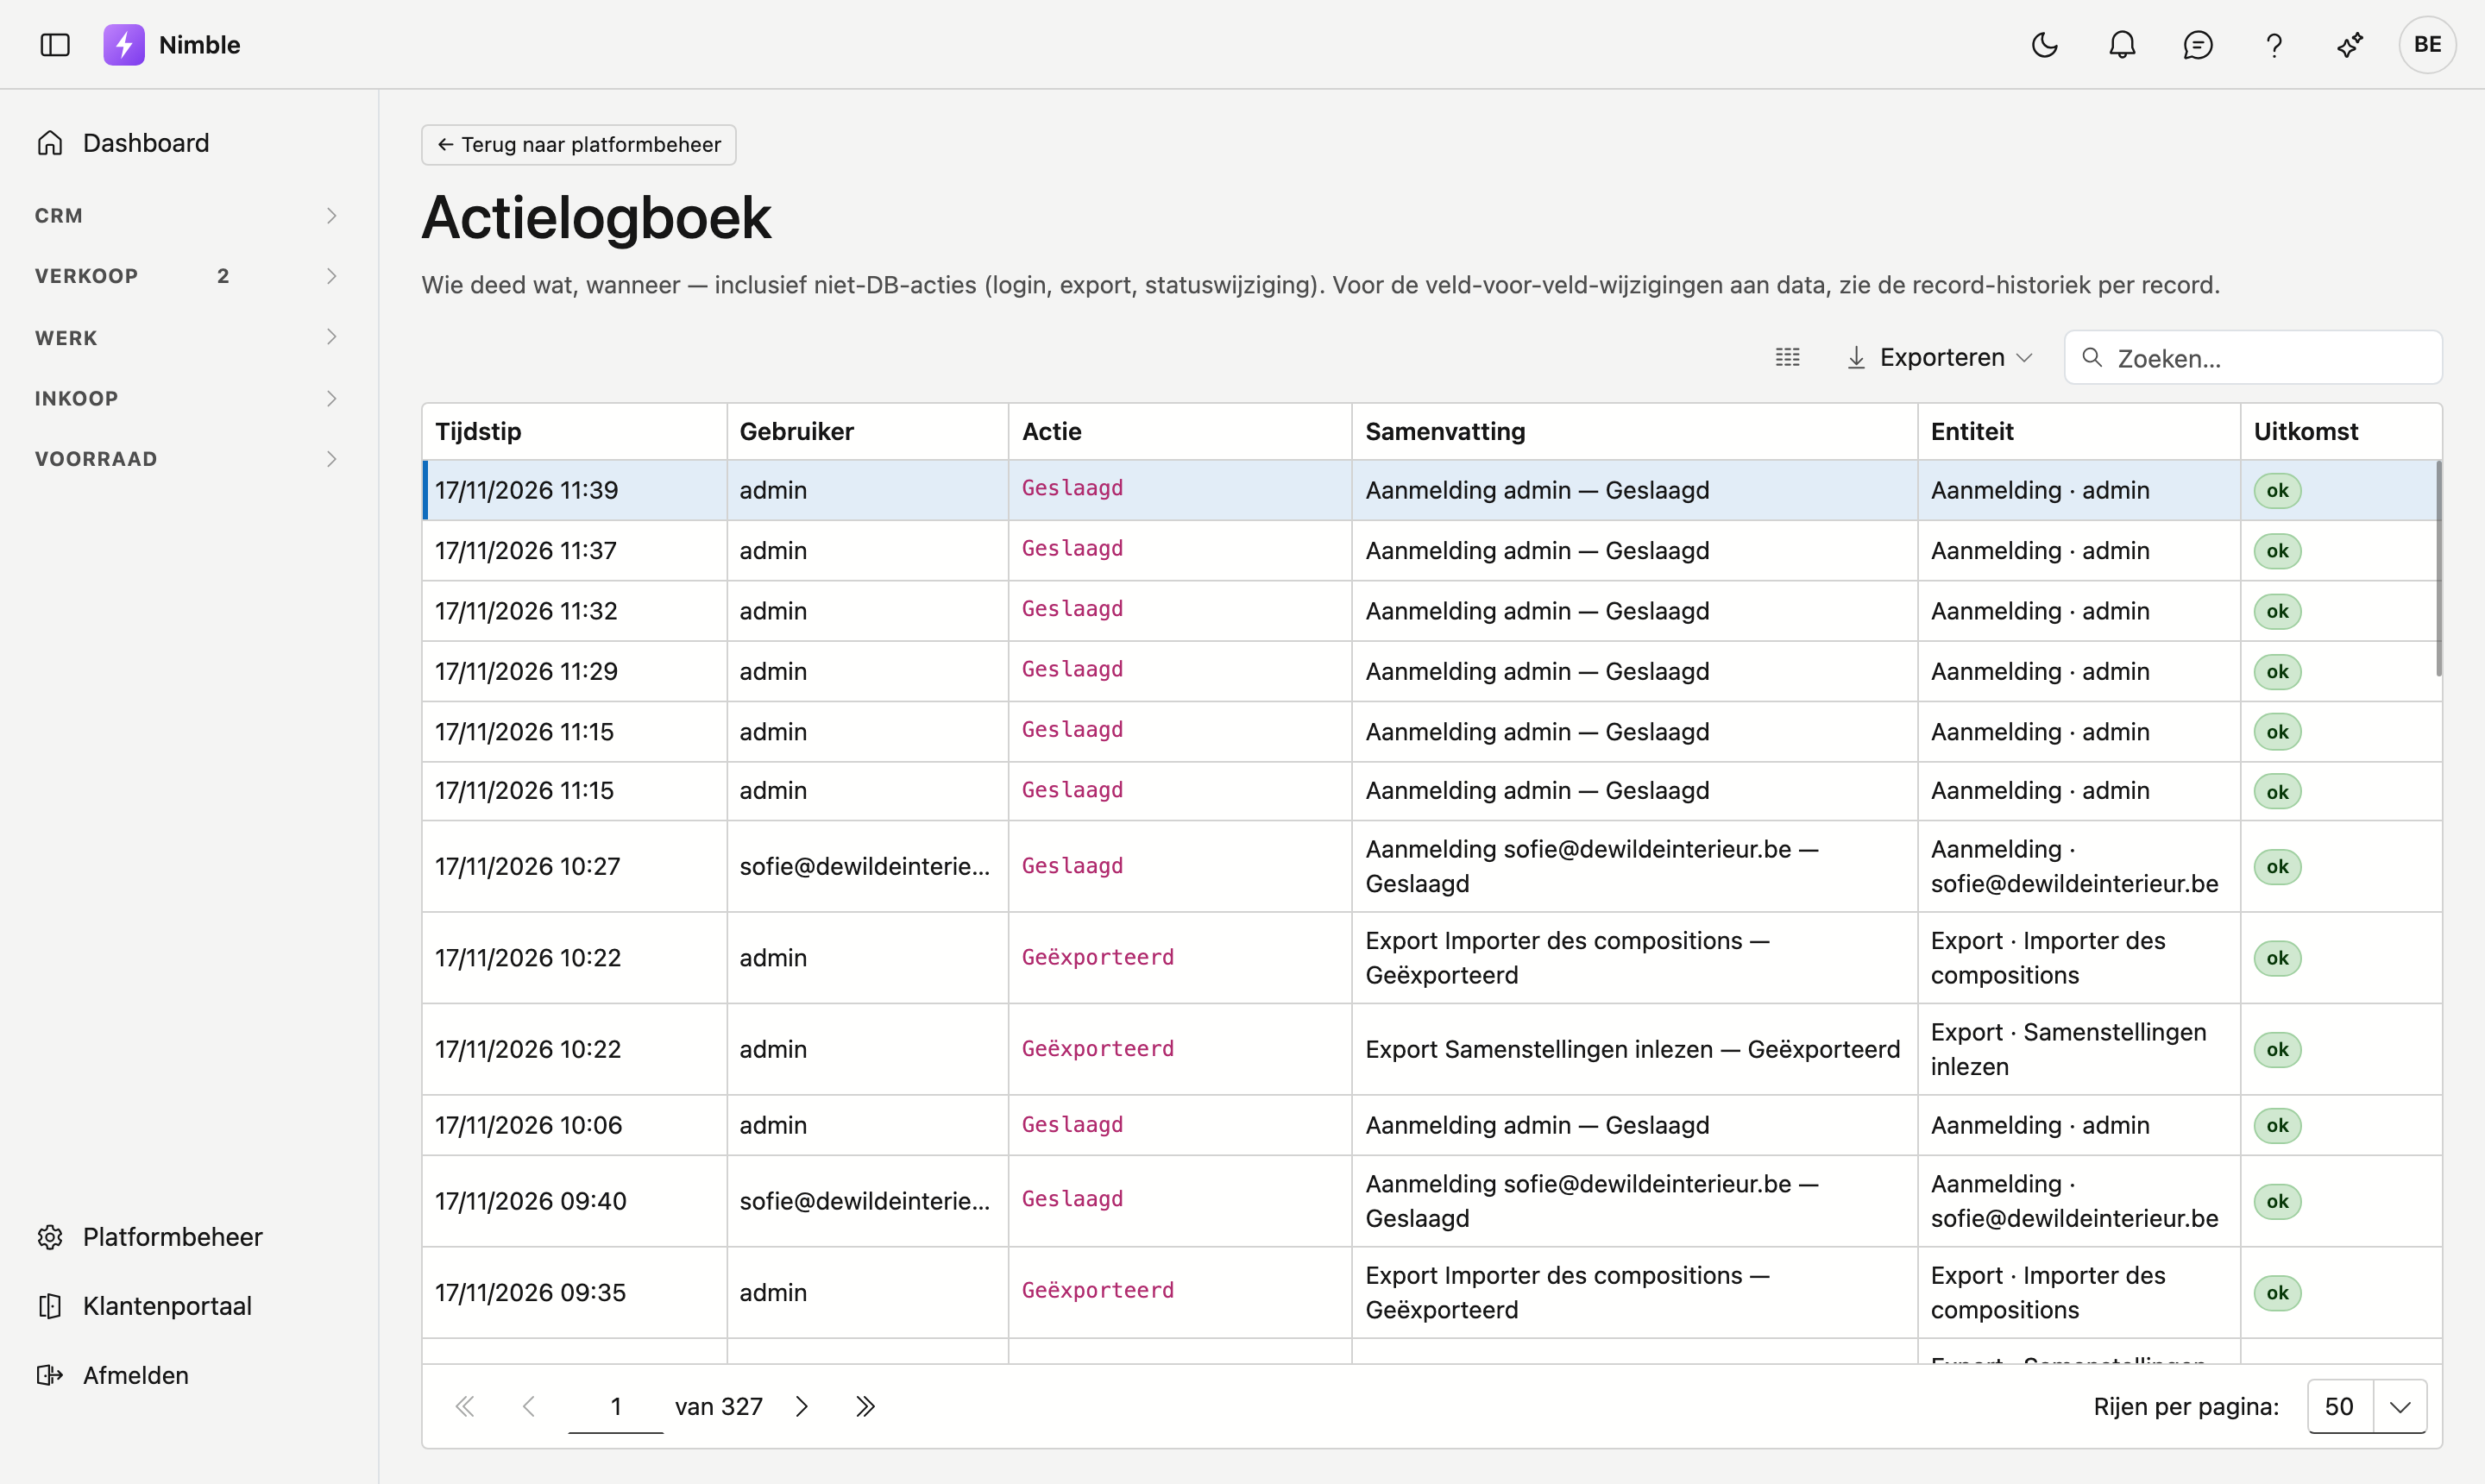 Nimble
BE
Dashboard
CRM
VERKOOP 2
WERK
INKOOP
VOORRAAD
Platformbeheer
Klantenportaal
Afmelden
← Terug naar platformbeheer
Actielogboek
Wie deed wat, wanneer — inclusief niet-DB-acties (login, export, statuswijziging). Voor de veld-voor-veld-wijzigingen aan data, zie de record-historiek per record.
Exporteren
Zoeken...
Tijdstip Gebruiker Actie Samenvatting Entiteit Uitkomst
17/11/2026 11:39 admin Geslaagd Aanmelding admin — Geslaagd Aanmelding · admin ok
17/11/2026 11:37 admin Geslaagd Aanmelding admin — Geslaagd Aanmelding · admin ok
17/11/2026 11:32 admin Geslaagd Aanmelding admin — Geslaagd Aanmelding · admin ok
17/11/2026 11:29 admin Geslaagd Aanmelding admin — Geslaagd Aanmelding · admin ok
17/11/2026 11:15 admin Geslaagd Aanmelding admin — Geslaagd Aanmelding · admin ok
17/11/2026 11:15 admin Geslaagd Aanmelding admin — Geslaagd Aanmelding · admin ok
17/11/2026 10:27 sofie@dewildeinterie... Geslaagd Aanmelding sofie@dewildeinterieur.be —
Geslaagd
Aanmelding ·
sofie@dewildeinterieur.be
ok
17/11/2026 10:22 admin Geëxporteerd Export Importer des compositions —
Geëxporteerd
Export · Importer des
compositions
ok
17/11/2026 10:22 admin Geëxporteerd Export Samenstellingen inlezen — Geëxporteerd
Export · Samenstellingen
inlezen
ok
17/11/2026 10:06 admin Geslaagd Aanmelding admin — Geslaagd Aanmelding · admin ok
17/11/2026 09:40 sofie@dewildeinterie... Geslaagd Aanmelding sofie@dewildeinterieur.be —
Geslaagd
Aanmelding ·
sofie@dewildeinterieur.be
ok
17/11/2026 09:35 admin Geëxporteerd Export Importer des compositions —
Geëxporteerd
Export · Importer des
compositions
ok
1 van 327
Rijen per pagina: 50